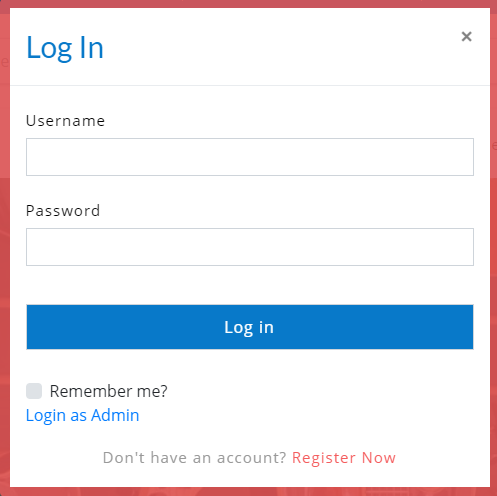 Log In
×
Username
Password
Log in
Remember me?
Login as Admin
Don't have an account? Register Now